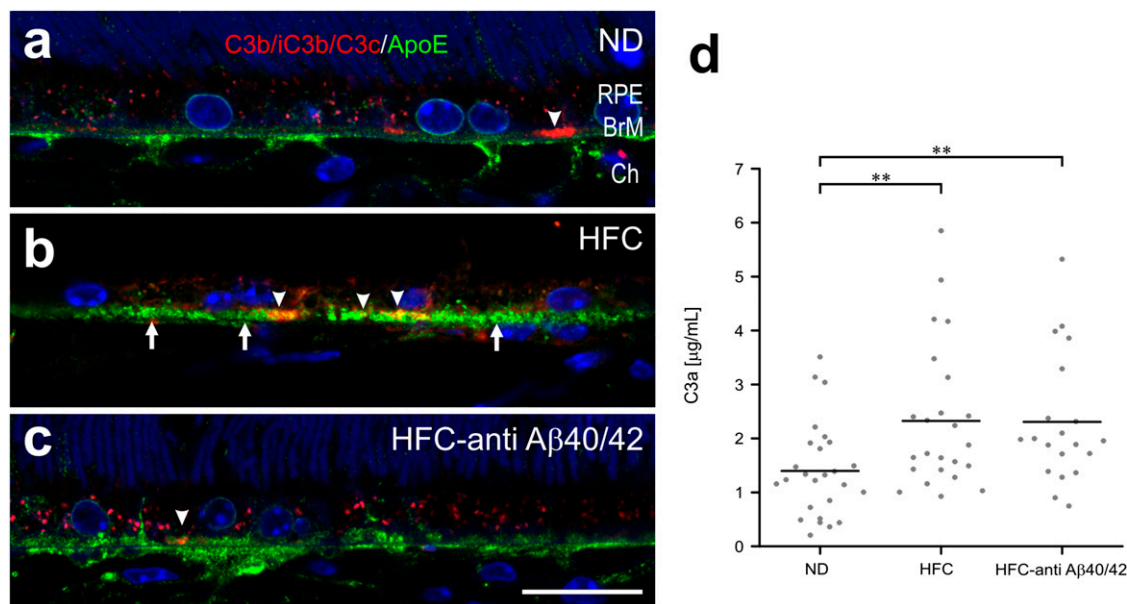 a
C3b/iC3b/C3c/ApoE
ND
RPE
BrM
Ch
b
HFC
c
HFC-anti Aβ40/42
d
**
**
7
6
5
4
3
2
1
0
C3a [µg/mL]
ND
HFC
HFC-anti Aβ40/42